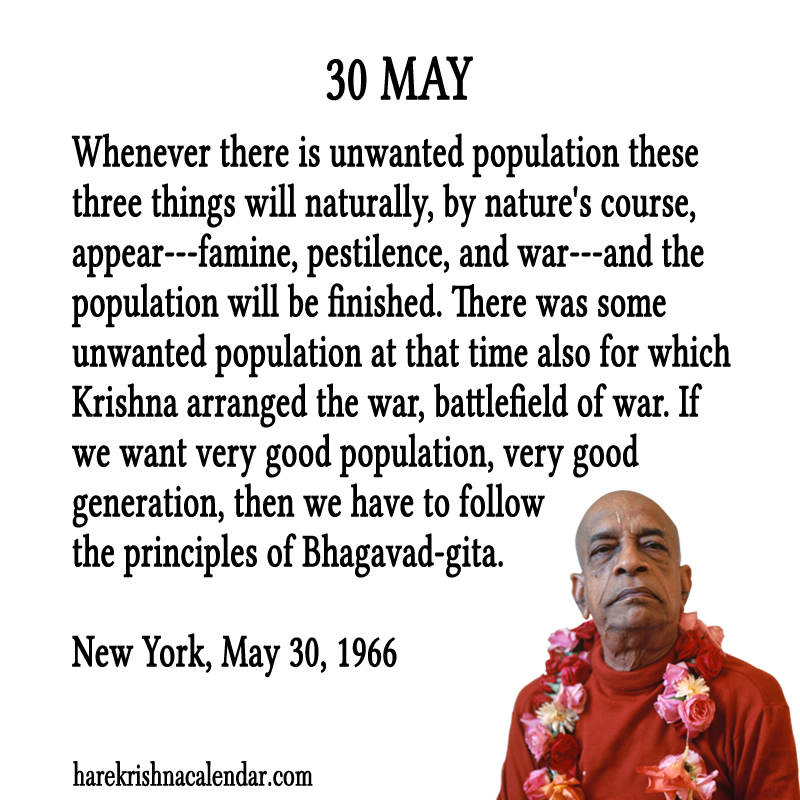 30 MAY
Whenever there is unwanted population these
three things will naturally, by nature's course,
appear---famine, pestilence, and war---and the
population will be finished. There was some
unwanted population at that time also for which
Krishna arranged the war, battlefield of war. If
we want very good population, very good
generation, then we have to follow
the principles of Bhagavad-gita.
New York, May 30, 1966
harekrishnacalendar.com